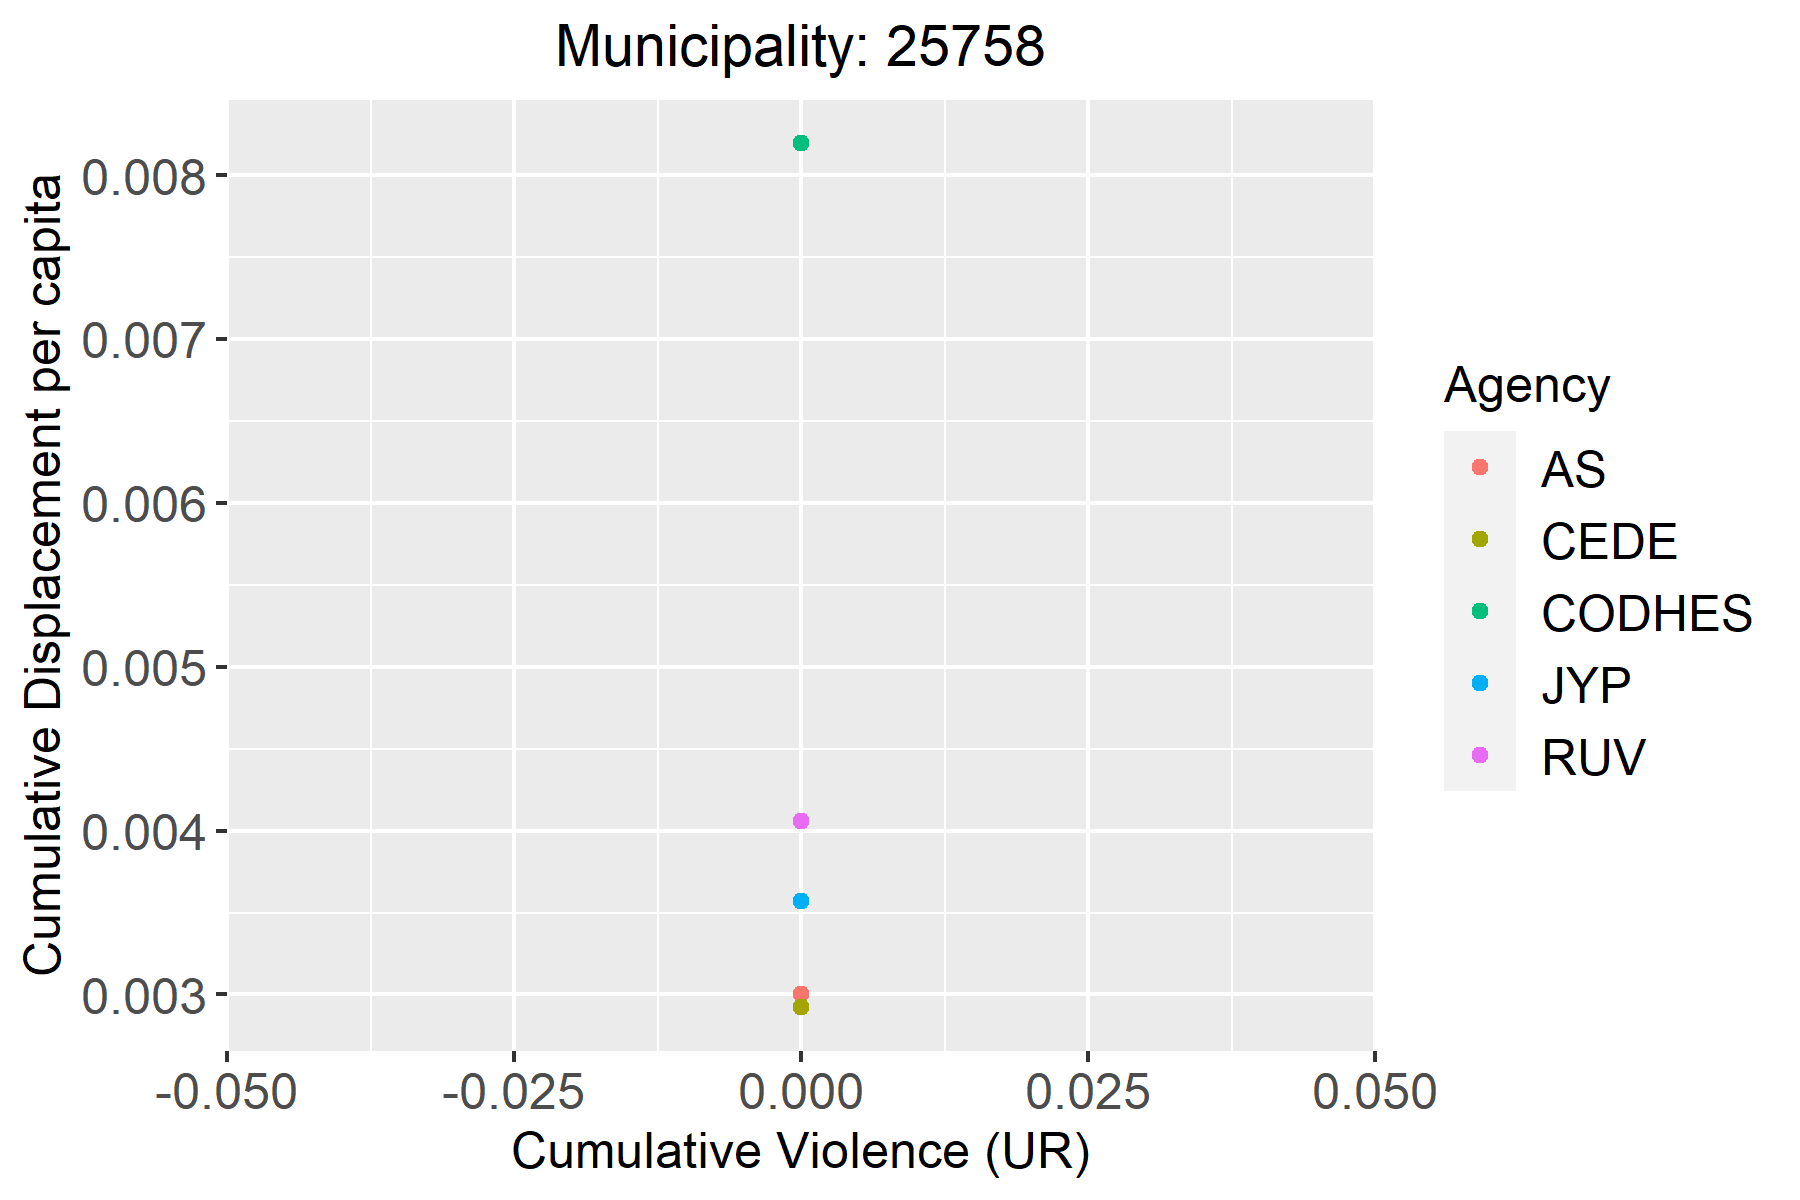 Municipality: 25758
Cumulative Displacement per capita
0.008
0.007
0.006
0.005
0.004
0.003
-0.050
-0.025
0.000
0.025
0.050
Cumulative Violence (UR)
Agency
AS
CEDE
CODHES
JYP
RUV